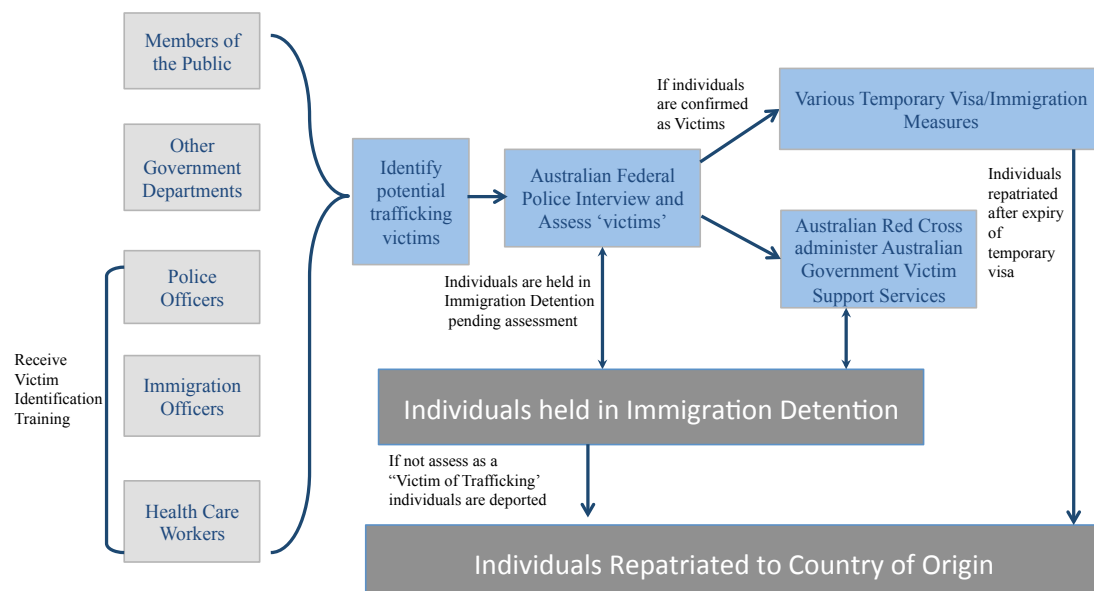 Members of
the Public
Other
Government
Departments
Police
Officers
Immigration
Officers
Health Care
Workers
Receive
Victim
Identification
Training
Identify
potential
trafficking
victims
Australian Federal
Police Interview and
Assess ‘victims’
If individuals
are confirmed
as Victims
Various Temporary Visa/Immigration
Measures
Australian Red Cross
administer Australian
Government Victim
Support Services
Individuals
repatriated
after expiry
of
temporary
visa
Individuals are held in
Immigration Detention
pending assessment
Individuals held in Immigration Detention
If not assess as a
“Victim of Trafficking’
individuals are deported
Individuals Repatriated to Country of Origin